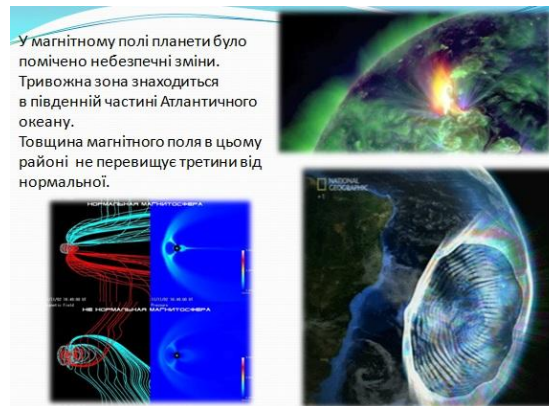 У магнітному полі планети було
помічено небезпечні зміни.
Тривожна зона знаходиться
в південній частині Атлантичного
океану.
Товщина магнітного поля в цьому
районі не перевищує третини від
нормальної.
NATIONAL
GEOGRAPHIC
НОРМАЛЬНАЯ МАГНИТОСФЕРА
НЕ НОРМАЛЬНАЯ МАГНИТОСФЕРА